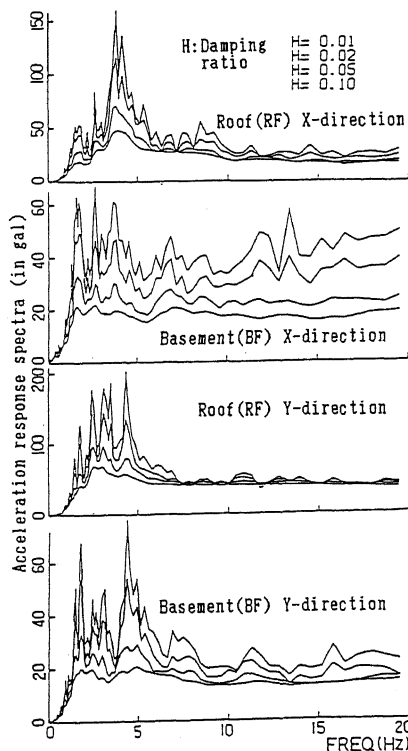 Acceleration response spectra (in gal)
150
100
50
0
H:Damping
ratio
H= 0.01
H= 0.02
H= 0.05
H= 0.10
Roof(RF) X-direction
60
40
20
0
Basement(BF) X-direction
200
100
0
Roof(RF) Y-direction
60
40
20
0
Basement(BF) Y-direction
0
5
10
15
20
FREQ(Hz)